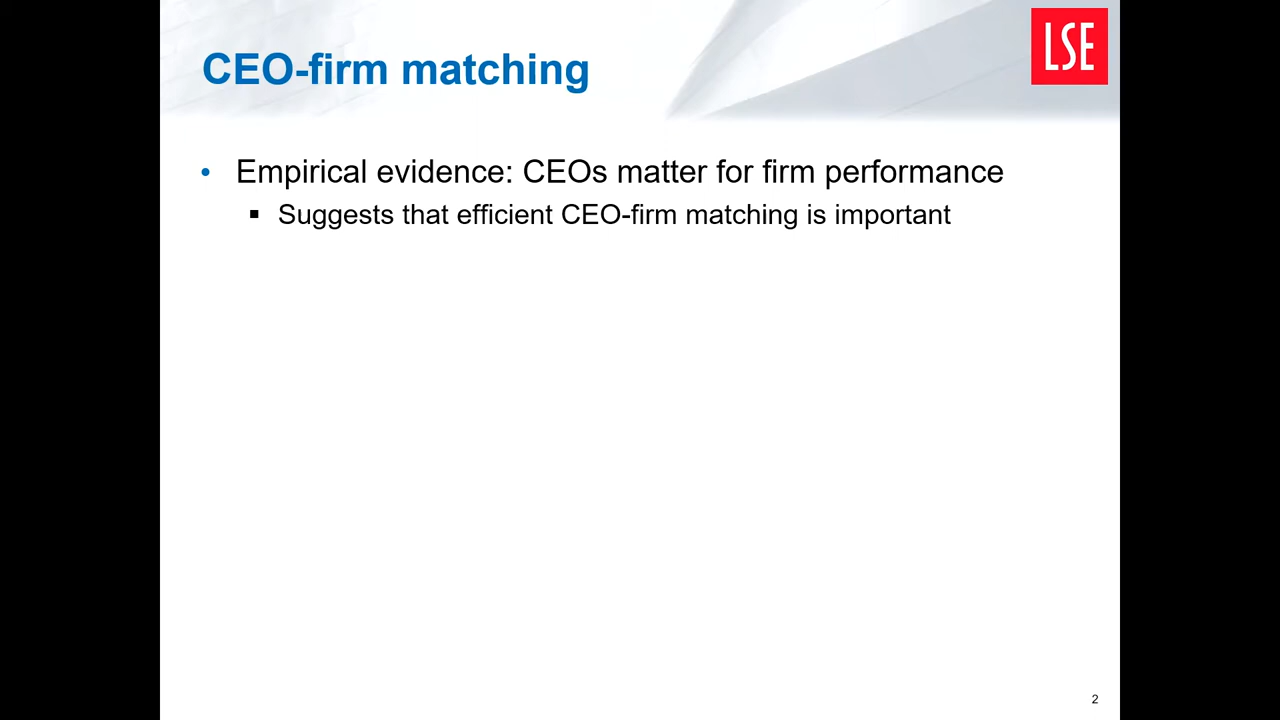 CEO-firm matching
LSE
• Empirical evidence: CEOs matter for firm performance
▪ Suggests that efficient CEO-firm matching is important
2